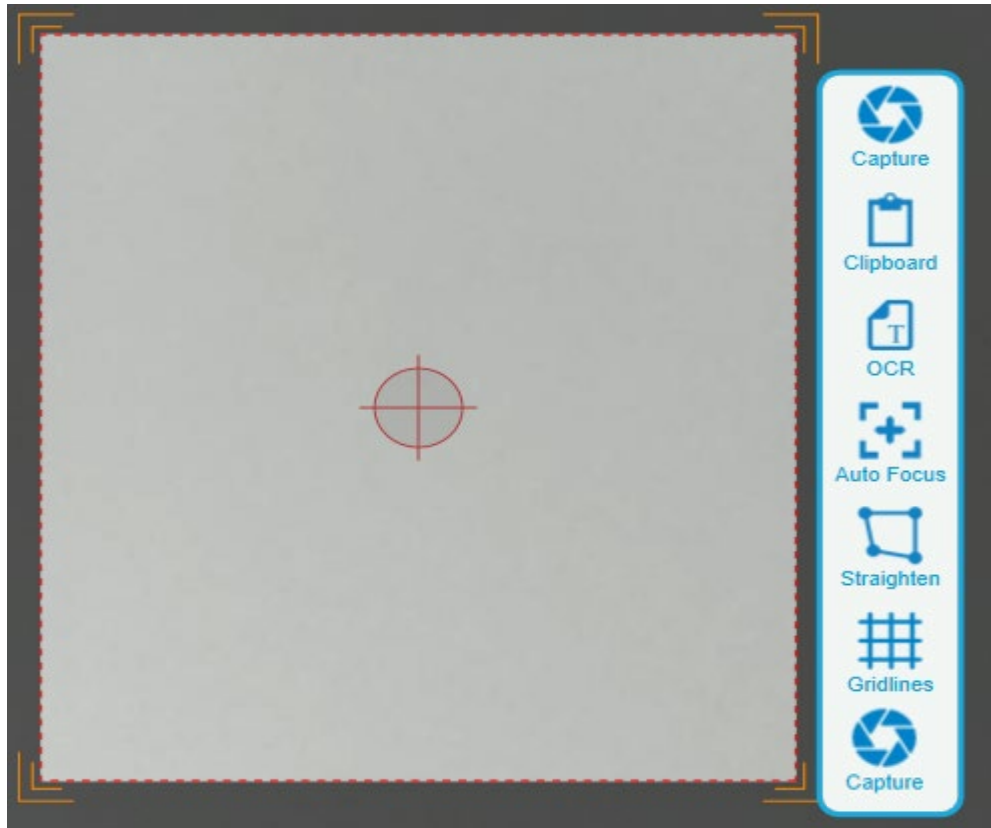 Capture
Clipboard
T
OCR
Auto Focus
Straighten
Gridlines
Capture